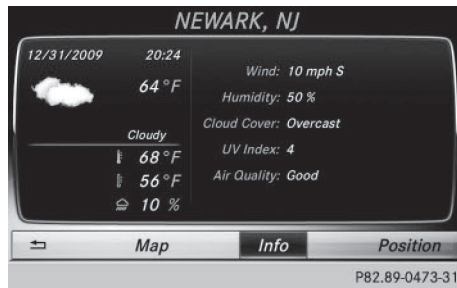 NEWARK, NJ
12/31/2009 20:24
64°F
Cloudy
68°F
56°F
10 %
Wind: 10 mph S
Humidity: 50 %
Cloud Cover: Overcast
UV Index: 4
Air Quality: Good
Map Info Position
P82.89-0473-31